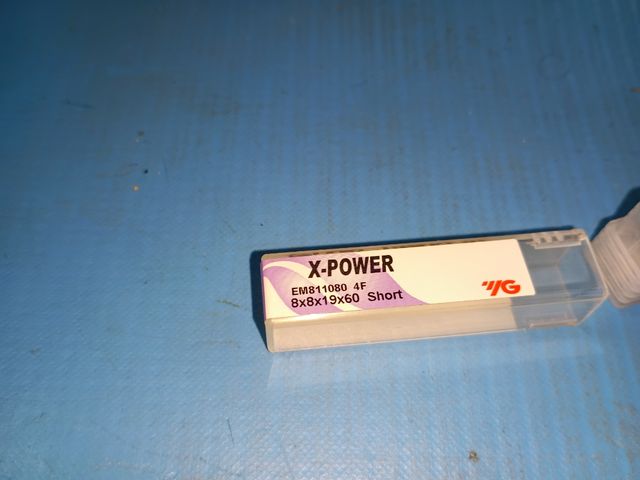 X-POWER
EM811080 4F
8x8x19x60 Short
YG